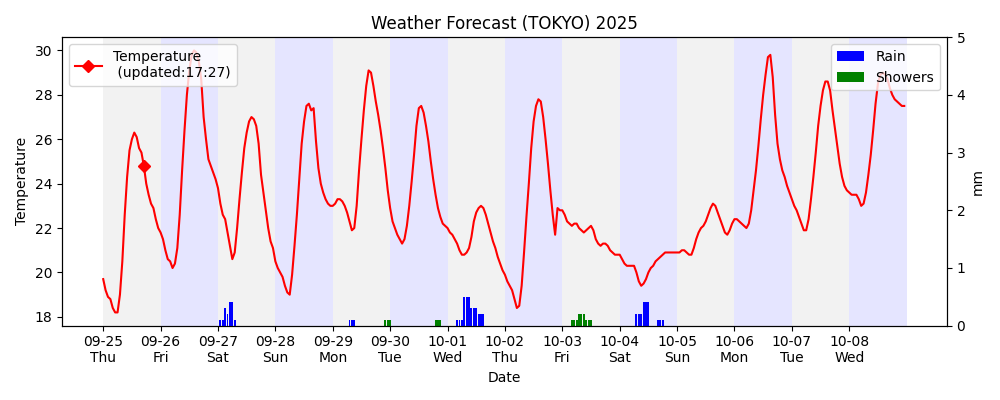 Weather Forecast (TOKYO) 2025
Temperature
(updated:17:27)
Rain
Showers
30
28
26
24
22
20
18
Temperature
5
4
3
2
1
0
mm
09-25 09-26 09-27 09-28 09-29 09-30 10-01 10-02 10-03 10-04 10-05 10-06 10-07 10-08
Thu Fri Sat Sun Mon Tue Wed Thu Fri Sat Sun Mon Tue Wed
Date